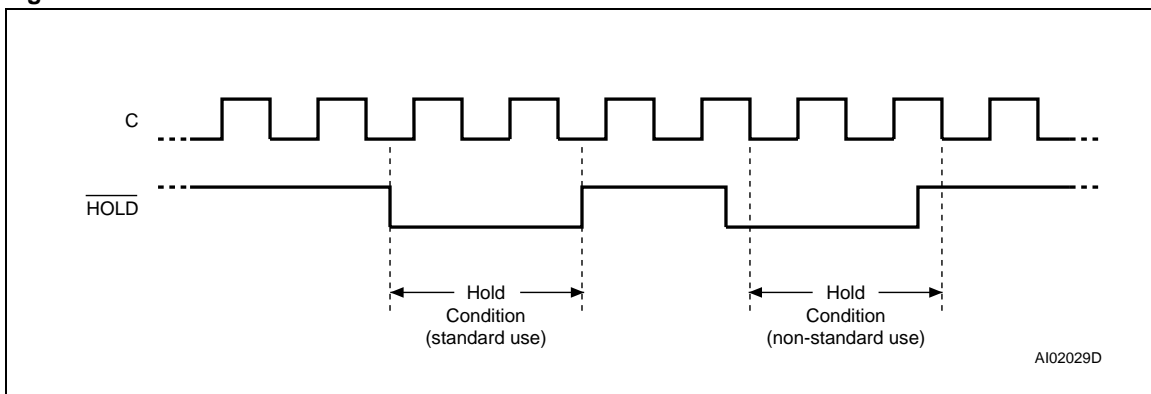 C
HOLD
Hold
Condition
(standard use)
Hold
Condition
(non-standard use)
AI02029D